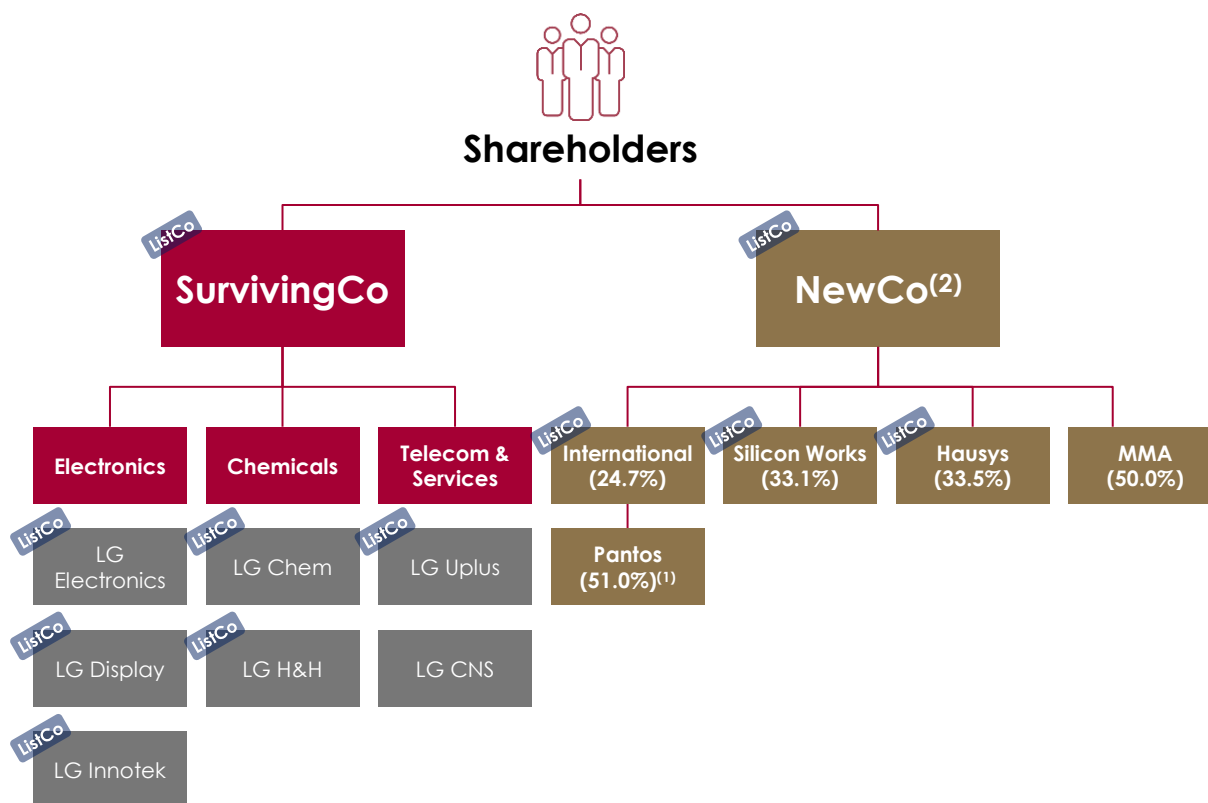 Shareholders
ListCo
SurvivingCo
ListCo
NewCo(2)
Electronics
Chemicals
Telecom &
Services
ListCo
International
(24.7%)
ListCo
Silicon Works
(33.1%)
ListCo
Hausys
(33.5%)
MMA
(50.0%)
ListCo
LG
Electronics
ListCo
LG Chem
ListCo
LG Uplus
Pantos
(51.0%)(1)
ListCo
LG Display
ListCo
LG H&H
LG CNS
ListCo
LG Innotek